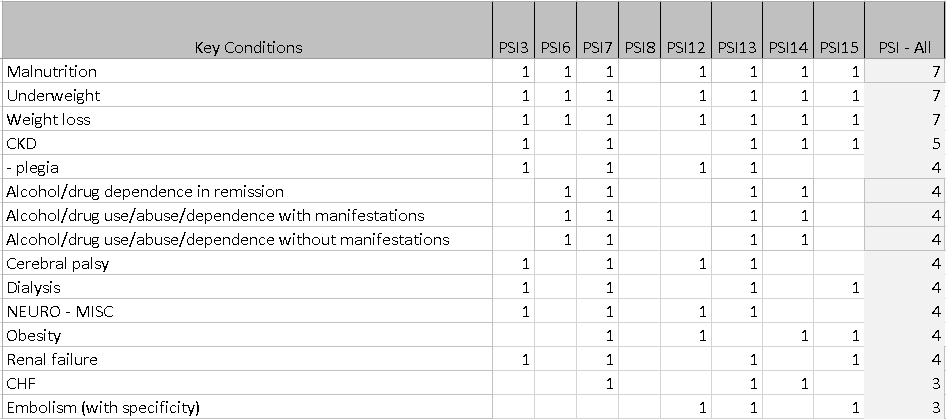 Key Conditions PSI3 PSI6 PSI7 PSI8 PSI12 PSI13 PSI14 PSI15 PSI - All
Malnutrition 1 1 1 1 1 1 1 7
Underweight 1 1 1 1 1 1 1 7
Weight loss 1 1 1 1 1 1 1 7
CKD 1 1 1 1 1 5
- plegia 1 1 1 1 4
Alcohol/drug dependence in remission 1 1 1 1 4
Alcohol/drug use/abuse/dependence with manifestations 1 1 1 1 4
Alcohol/drug use/abuse/dependence without manifestations 1 1 1 1 4
Cerebral palsy 1 1 1 1 4
Dialysis 1 1 1 1 4
NEURO - MISC 1 1 1 1 4
Obesity 1 1 1 1 4
Renal failure 1 1 1 1 4
CHF 1 1 1 3
Embolism (with specificity) 1 1 1 3